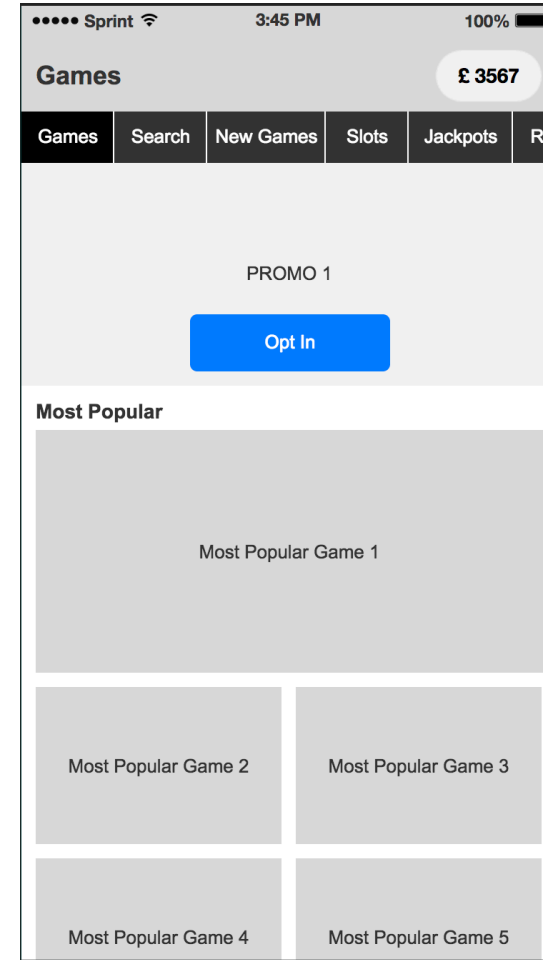 ●●●●● Sprint 3:45 PM 100%
Games £ 3567
Games Search New Games Slots Jackpots R
PROMO 1
Opt In
Most Popular
Most Popular Game 1
Most Popular Game 2 Most Popular Game 3
Most Popular Game 4 Most Popular Game 5